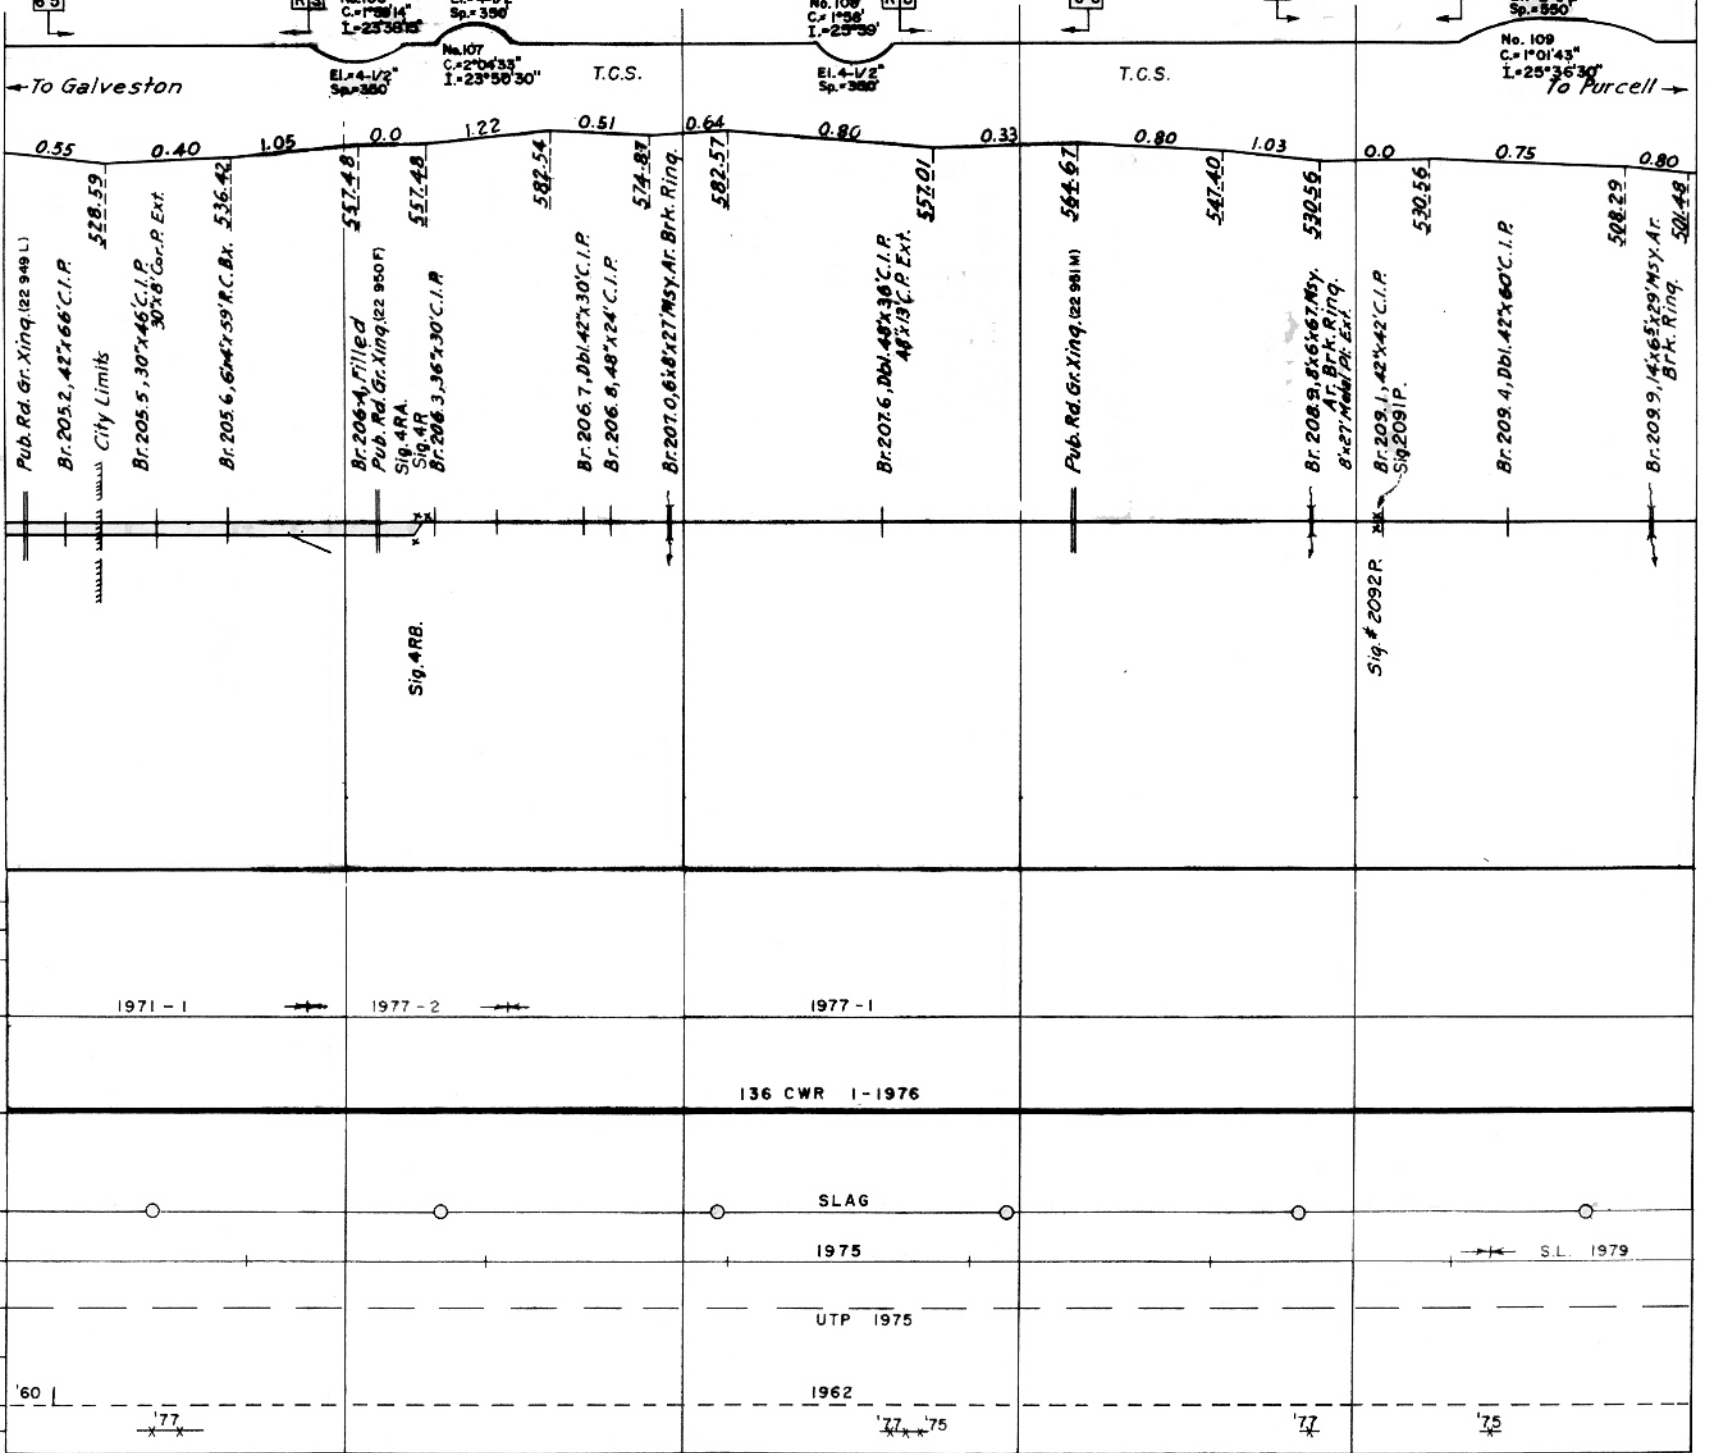 C.=1°59'14"
I.=23°38'15"
Sp.=350'
C.=1°56'
I.=25°59'
Sp.=550'
No.107
C.=2°04'33"
I.=23°50'30"
No. 109
C.=1°01'43"
I.=25°36'30"
El.=4-1/2"
Sp.=350'
El.4-1/2"
Sp.=350'
T.C.S.
T.C.S.
To Galveston
To Purcell
0.55
0.40
1.05
0.0
1.22
0.51
0.64
0.80
0.33
0.80
1.03
0.0
0.75
0.80
528.59
536.42
557.48
557.48
582.54
574.87
582.57
557.01
564.67
547.40
530.56
530.56
508.29
501.48
Pub. Rd. Gr. Xing.(22 949 L)
Br. 205.2, 42"x66'C.I.P.
City Limits
Br. 205.5, 30"x46'C.I.P.
30"x8' Cor.P. Ext.
Br. 205.6, 6'x4'x59'R.C.Bx.
Br. 206.4, Filled
Pub. Rd. Gr. Xing.(22 950 F)
Sig. 4RA.
Sig. 4R
Br. 206.3, 36"x30'C.I.P.
Br. 206.7, Dbl. 42"x30'C.I.P.
Br. 206.8, 48"x24' C.I.P.
Br. 207.0, 6'x8'x27' Msy. Ar. Brk. Ring.
Br. 207.6, Dbl. 48"x36'C.I.P.
48"x13'C.P. Ext.
Pub. Rd. Gr. Xing.(22 951 M)
Br. 208.9, 8'x6'x67' Msy.
Ar. Brk. Ring.
8'x27' Metal Pl. Ext.
Br. 209.1, 42"x42'C.I.P.
Sig. 2091P.
Br. 209.4, Dbl. 42"x60'C.I.P.
Br. 209.9, 14'x6.5'x29' Msy. Ar.
Brk. Ring.
Sig. 4RB.
Sig.# 2092P.
1971 - 1
1977 - 2
1977 - 1
136 CWR 1-1976
SLAG
1975
S.L. 1979
UTP 1975
'60
1962
'77
'77
'75
'77
'75